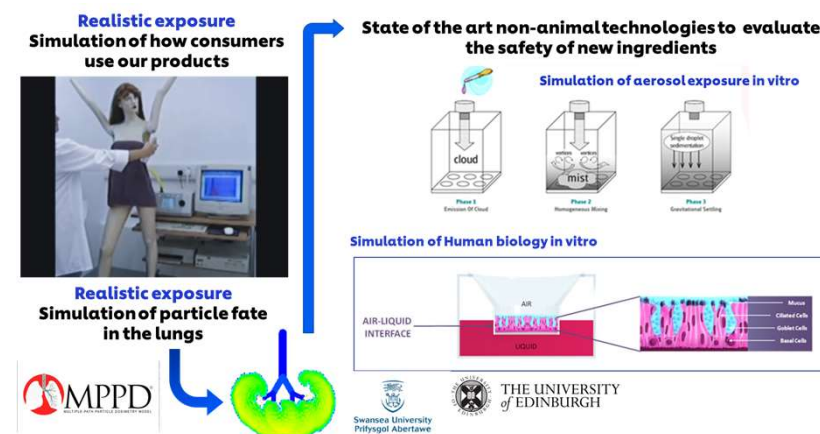 Realistic exposure
Simulation of how consumers
use our products
Realistic exposure
Simulation of particle fate
in the lungs
MPPD
MULTIPLE PATH PARTICLE DOSIMETRY MODEL
State of the art non-animal technologies to evaluate
the safety of new ingredients
Simulation of aerosol exposure in vitro
cloud
Phase 1
Emission Of Cloud
vortices vortices
mist
Phase 2
Homogeneous Mixing
Single droplet
sedimentation
Phase 3
Gravitational Settling
Simulation of Human biology in vitro
AIR-LIQUID
INTERFACE
AIR
LIQUID
Mucus
Ciliated Cells
Goblet Cells
Basal Cells
Swansea University
Prifysgol Abertawe
THE UNIVERSITY
of EDINBURGH